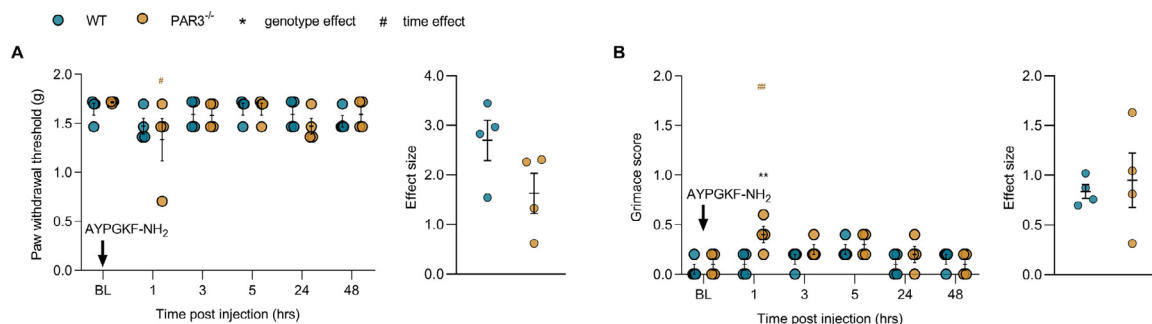 WT PAR3-/- * genotype effect # time effect
A
Paw withdrawal threshold (g)
2.0
1.5
1.0
0.5
0.0
#
AYPGKF-NH2
BL 1 3 5 24 48
Time post injection (hrs)
Effect size
4.0
3.0
2.0
1.0
0.0
B
Grimace score
2.0
1.5
1.0
0.5
0.0
##
**
AYPGKF-NH2
BL 1 3 5 24 48
Time post injection (hrs)
Effect size
2.0
1.5
1.0
0.5
0.0